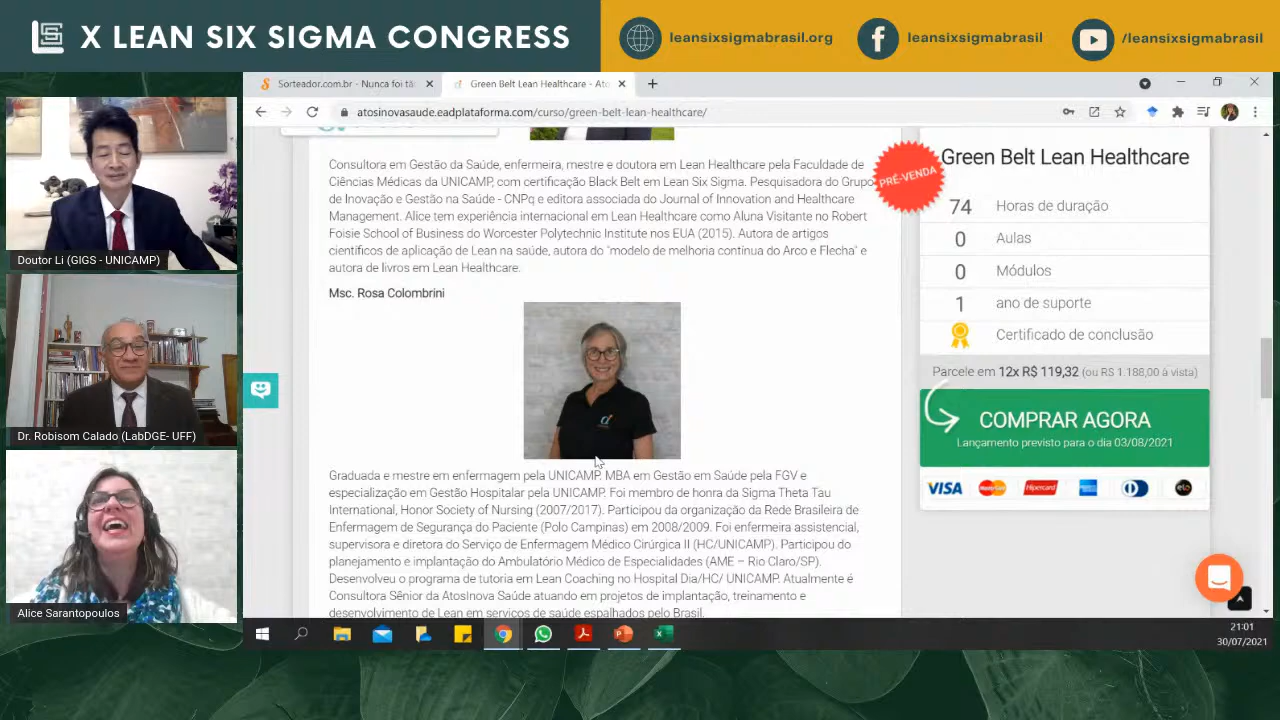 X LEAN SIX SIGMA CONGRESS
leansixsigmabrasil.org
leansixsigmabrasil
/leansixsigmabrasil
Doutor Li (GIGS - UNICAMP)
Dr. Robisom Calado (LabDGE- UFF)
Alice Sarantopoulos
Sorteador.com.br - Nunca foi tã
Green Belt Lean Healthcare - Ato
atosinovasaude.eadplataforma.com/curso/green-belt-lean-healthcare/
Consultora em Gestão da Saúde, enfermeira, mestre e doutora em Lean Healthcare pela Faculdade de
Ciências Médicas da UNICAMP, com certificação Black Belt em Lean Six Sigma. Pesquisadora do Grupo
de Inovação e Gestão na Saúde - CNPq e editora associada do Journal of Innovation and Healthcare
Management. Alice tem experiência internacional em Lean Healthcare como Aluna Visitante no Robert
Foisie School of Business do Worcester Polytechnic Institute nos EUA (2015). Autora de artigos
científicos de aplicação de Lean na saúde, autora do "modelo de melhoria contínua do Arco e Flecha" e
autora de livros em Lean Healthcare.
Msc. Rosa Colombrini
Graduada e mestre em enfermagem pela UNICAMP. MBA em Gestão em Saúde pela FGV e
especialização em Gestão Hospitalar pela UNICAMP. Foi membro de honra da Sigma Theta Tau
International, Honor Society of Nursing (2007/2017). Participou da organização da Rede Brasileira de
Enfermagem de Segurança do Paciente (Polo Campinas) em 2008/2009. Foi enfermeira assistencial,
supervisora e diretora do Serviço de Enfermagem Médico Cirúrgica II (HC/UNICAMP). Participou do
planejamento e implantação do Ambulatório Médico de Especialidades (AME – Rio Claro/SP).
Desenvolveu o programa de tutoria em Lean Coaching no Hospital Dia/HC/ UNICAMP. Atualmente é
Consultora Sênior da AtosInova Saúde atuando em projetos de implantação, treinamento e
desenvolvimento de Lean em serviços de saúde espalhados pelo Brasil.
PRÉ-VENDA
Green Belt Lean Healthcare
74 Horas de duração
0 Aulas
0 Módulos
1 ano de suporte
Certificado de conclusão
Parcele em 12x R$ 119,32 (ou R$ 1.188,00 à vista)
COMPRAR AGORA
Lançamento previsto para o dia 03/08/2021
VISA
Hipercard
elo
21:01
30/07/2021